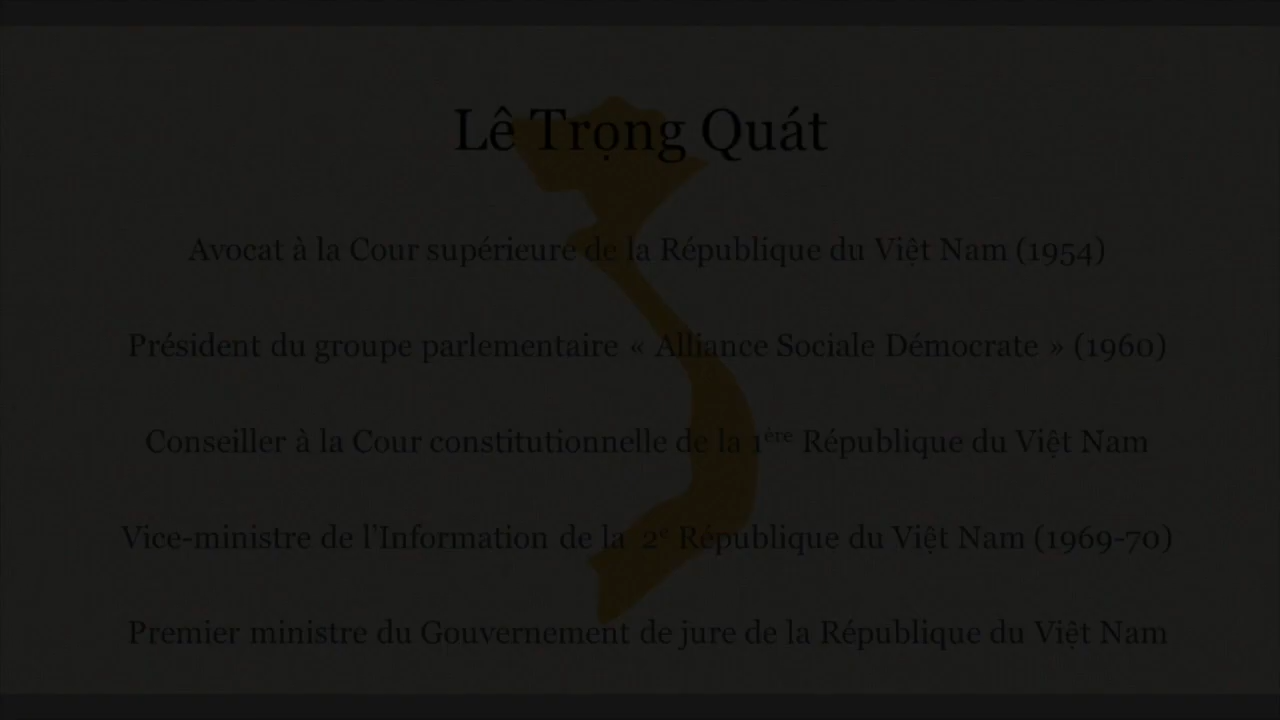 Lê Trọng Quát
Avocat à la Cour supérieure de la République du Việt Nam (1954)
Président du groupe parlementaire « Alliance Sociale Démocrate » (1960)
Conseiller à la Cour constitutionnelle de la 1ère République du Việt Nam
Vice-ministre de l'Information de la 2e République du Việt Nam (1969-70)
Premier ministre du Gouvernement de jure de la République du Việt Nam